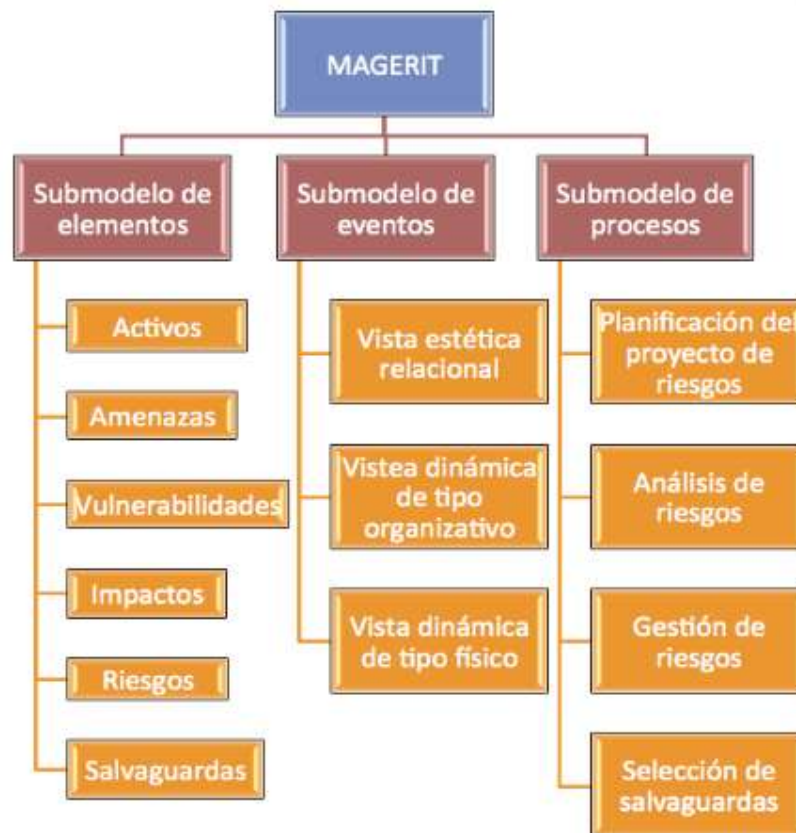 MAGERIT
Submodelo de
elementos
Activos
Amenazas
Vulnerabilidades
Impactos
Riesgos
Salvaguardas
Submodelo de
eventos
Vista estética
relacional
Vistea dinámica
de tipo
organizativo
Vista dinámica
de tipo físico
Submodelo de
procesos
Planificación del
proyecto de
riesgos
Análisis de
riesgos
Gestión de
riesgos
Selección de
salvaguardas